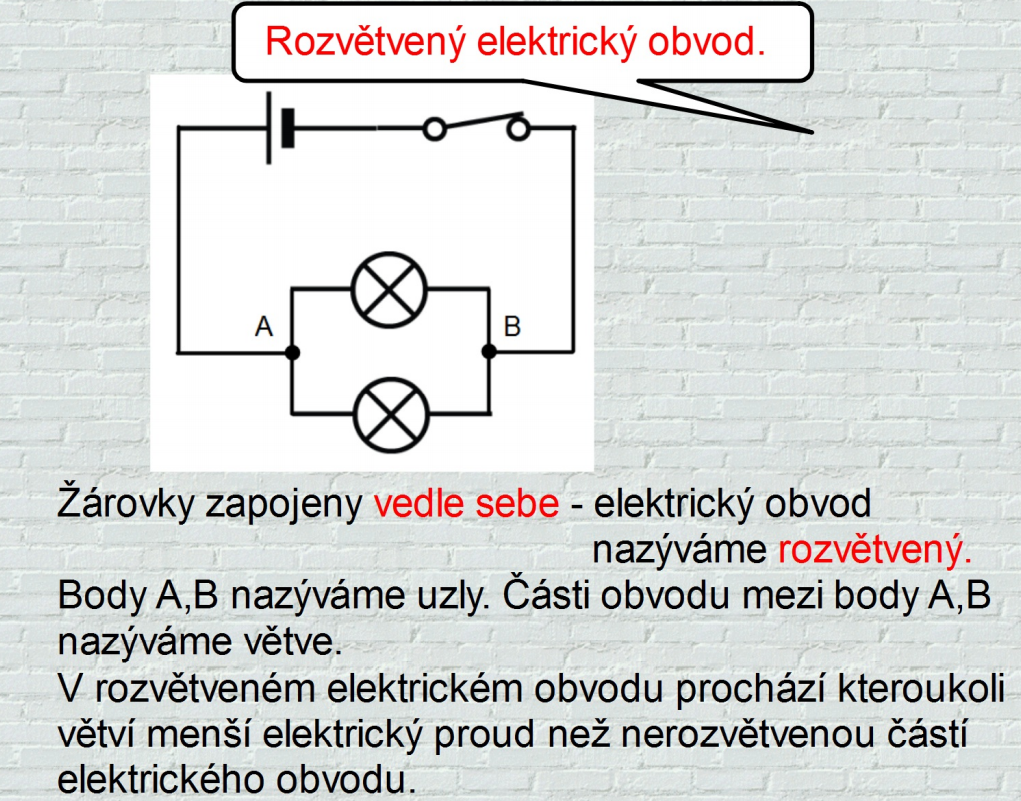 Rozvětvený elektrický obvod.
A
B
Žárovky zapojeny vedle sebe - elektrický obvod
nazýváme rozvětvený.
Body A,B nazýváme uzly. Části obvodu mezi body A,B
nazýváme větve.
V rozvětveném elektrickém obvodu prochází kteroukoli
větví menší elektrický proud než nerozvětvenou částí
elektrického obvodu.